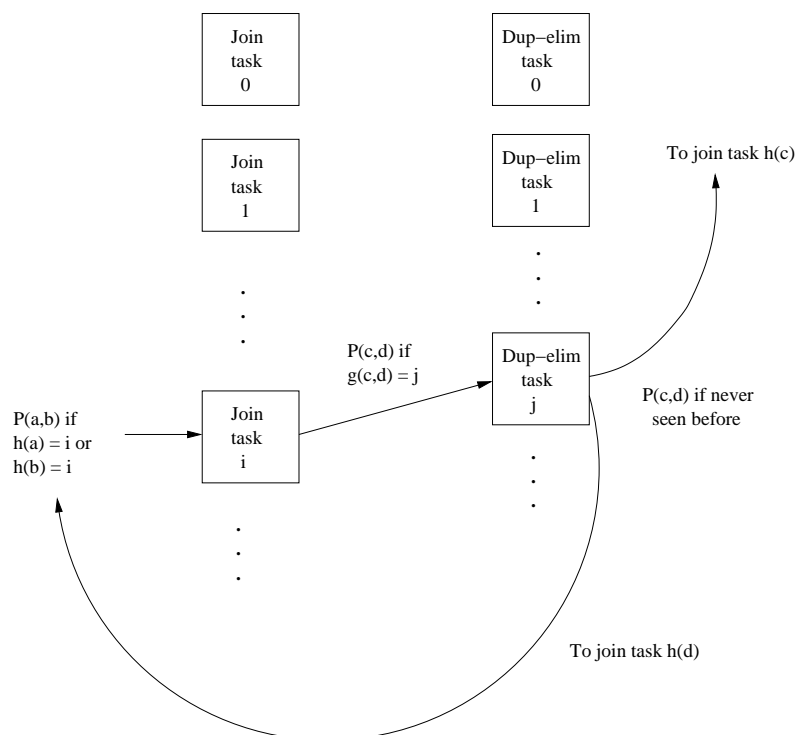 Join
task
0
Dup−elim
task
0
Join
task
1
Dup−elim
task
1
To join task h(c)
P(c,d) if
g(c,d) = j
Dup−elim
task
j
P(a,b) if
h(a) = i or
h(b) = i
Join
task
i
P(c,d) if never
seen before
To join task h(d)